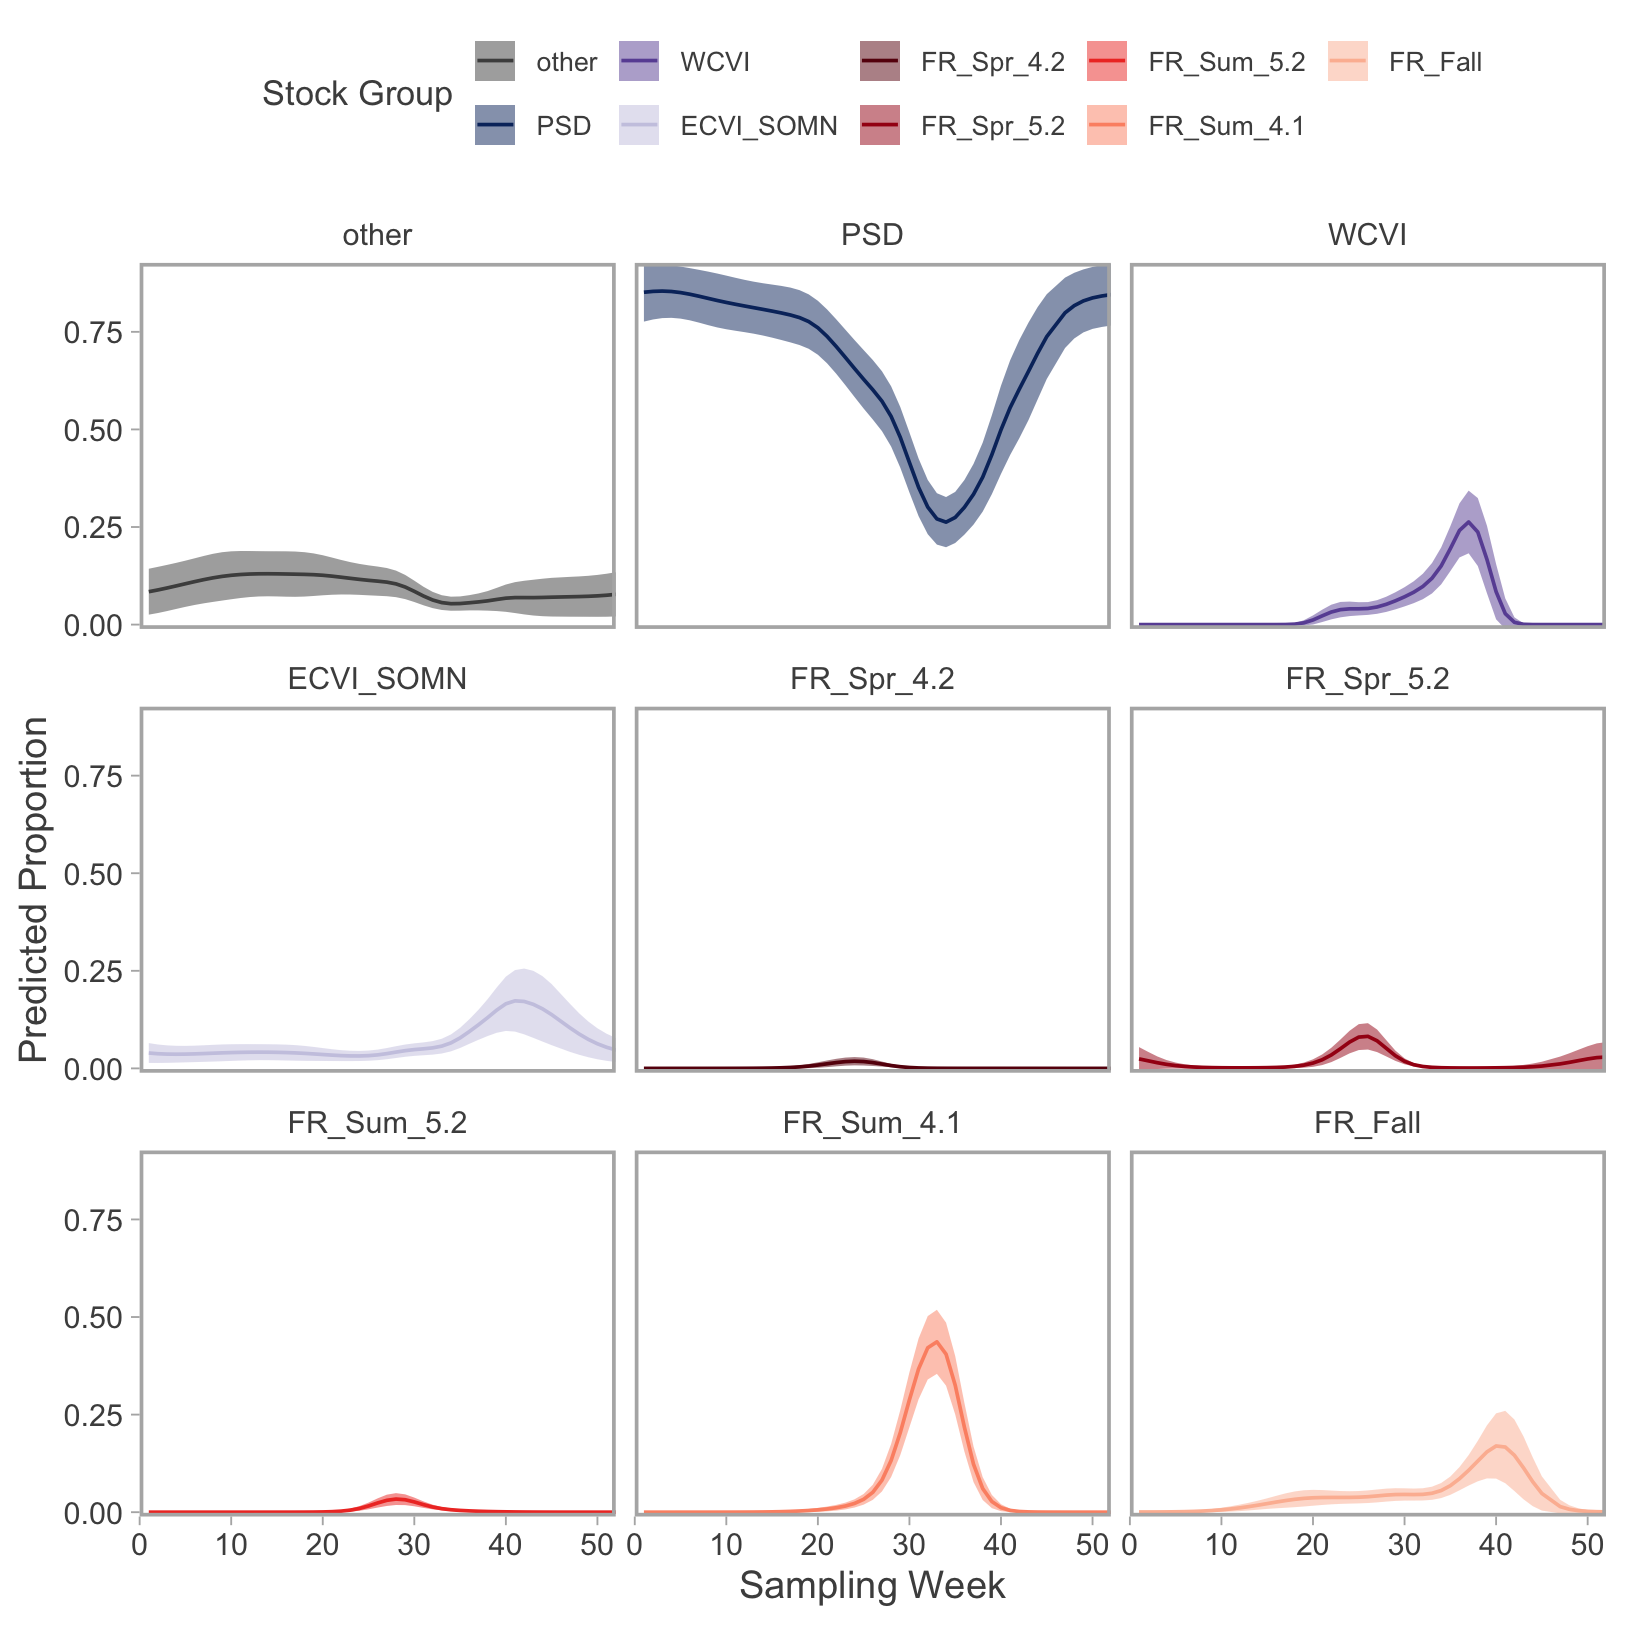 Stock Group
other WCVI FR_Spr_4.2 FR_Sum_5.2 FR_Fall
PSD ECVI_SOMN FR_Spr_5.2 FR_Sum_4.1
other PSD WCVI
0.75
0.50
0.25
0.00
ECVI_SOMN FR_Spr_4.2 FR_Spr_5.2
Predicted Proportion
0.75
0.50
0.25
0.00
FR_Sum_5.2 FR_Sum_4.1 FR_Fall
0.75
0.50
0.25
0.00
0 10 20 30 40 50 0 10 20 30 40 50 0 10 20 30 40 50
Sampling Week